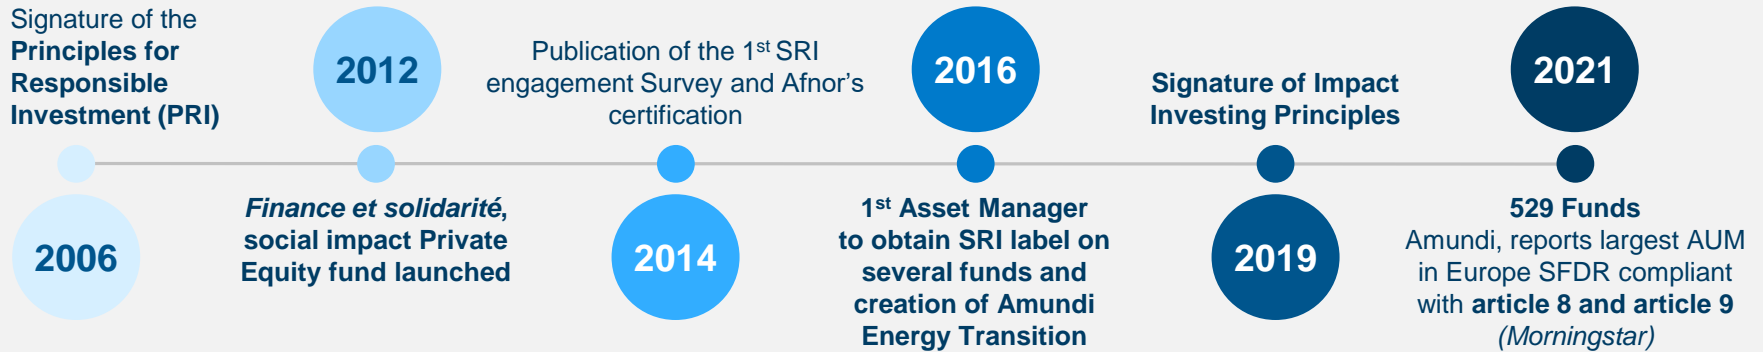 Signature of the
Principles for
Responsible
Investment (PRI)
2006
2012
Finance et solidarité,
social impact Private
Equity fund launched
Publication of the 1st SRI
engagement Survey and Afnor’s
certification
2014
2016
1st Asset Manager
to obtain SRI label on
several funds and
creation of Amundi
Energy Transition
Signature of Impact
Investing Principles
2019
2021
529 Funds
Amundi, reports largest AUM
in Europe SFDR compliant
with article 8 and article 9
(Morningstar)